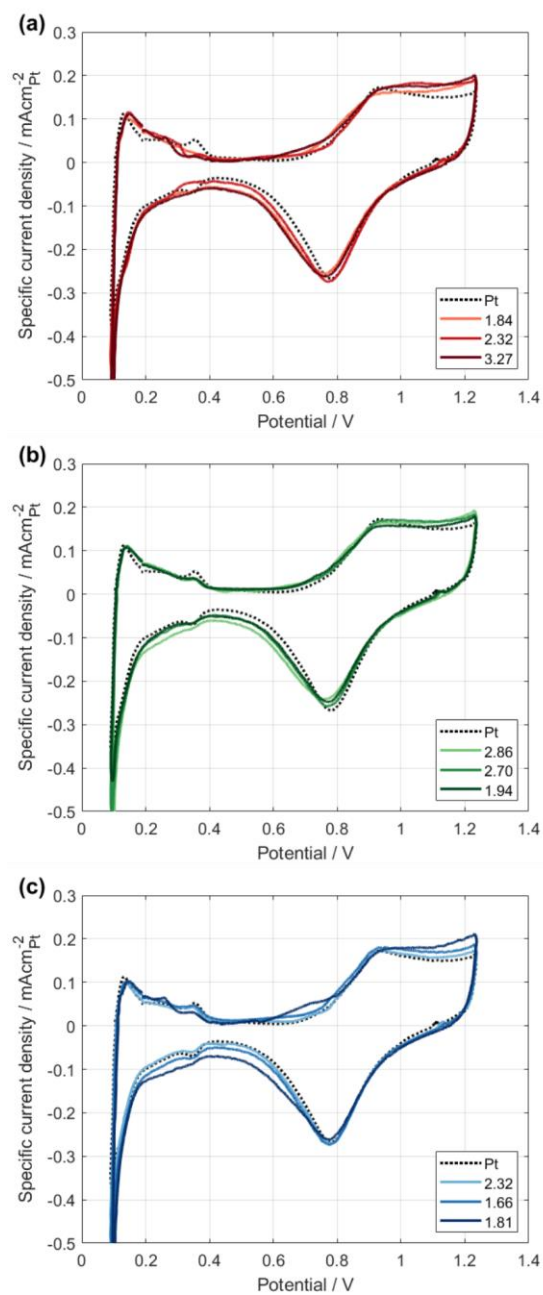 (a)
0.3
0.2
0.1
0
-0.1
-0.2
-0.3
-0.4
-0.5
Specific current density / mAcm-2Pt
Pt
1.84
2.32
3.27
0 0.2 0.4 0.6 0.8 1 1.2 1.4
Potential / V
(b)
0.3
0.2
0.1
0
-0.1
-0.2
-0.3
-0.4
-0.5
Specific current density / mAcm-2Pt
Pt
2.86
2.70
1.94
0 0.2 0.4 0.6 0.8 1 1.2 1.4
Potential / V
(c)
0.3
0.2
0.1
0
-0.1
-0.2
-0.3
-0.4
-0.5
Specific current density / mAcm-2Pt
Pt
2.32
1.66
1.81
0 0.2 0.4 0.6 0.8 1 1.2 1.4
Potential / V